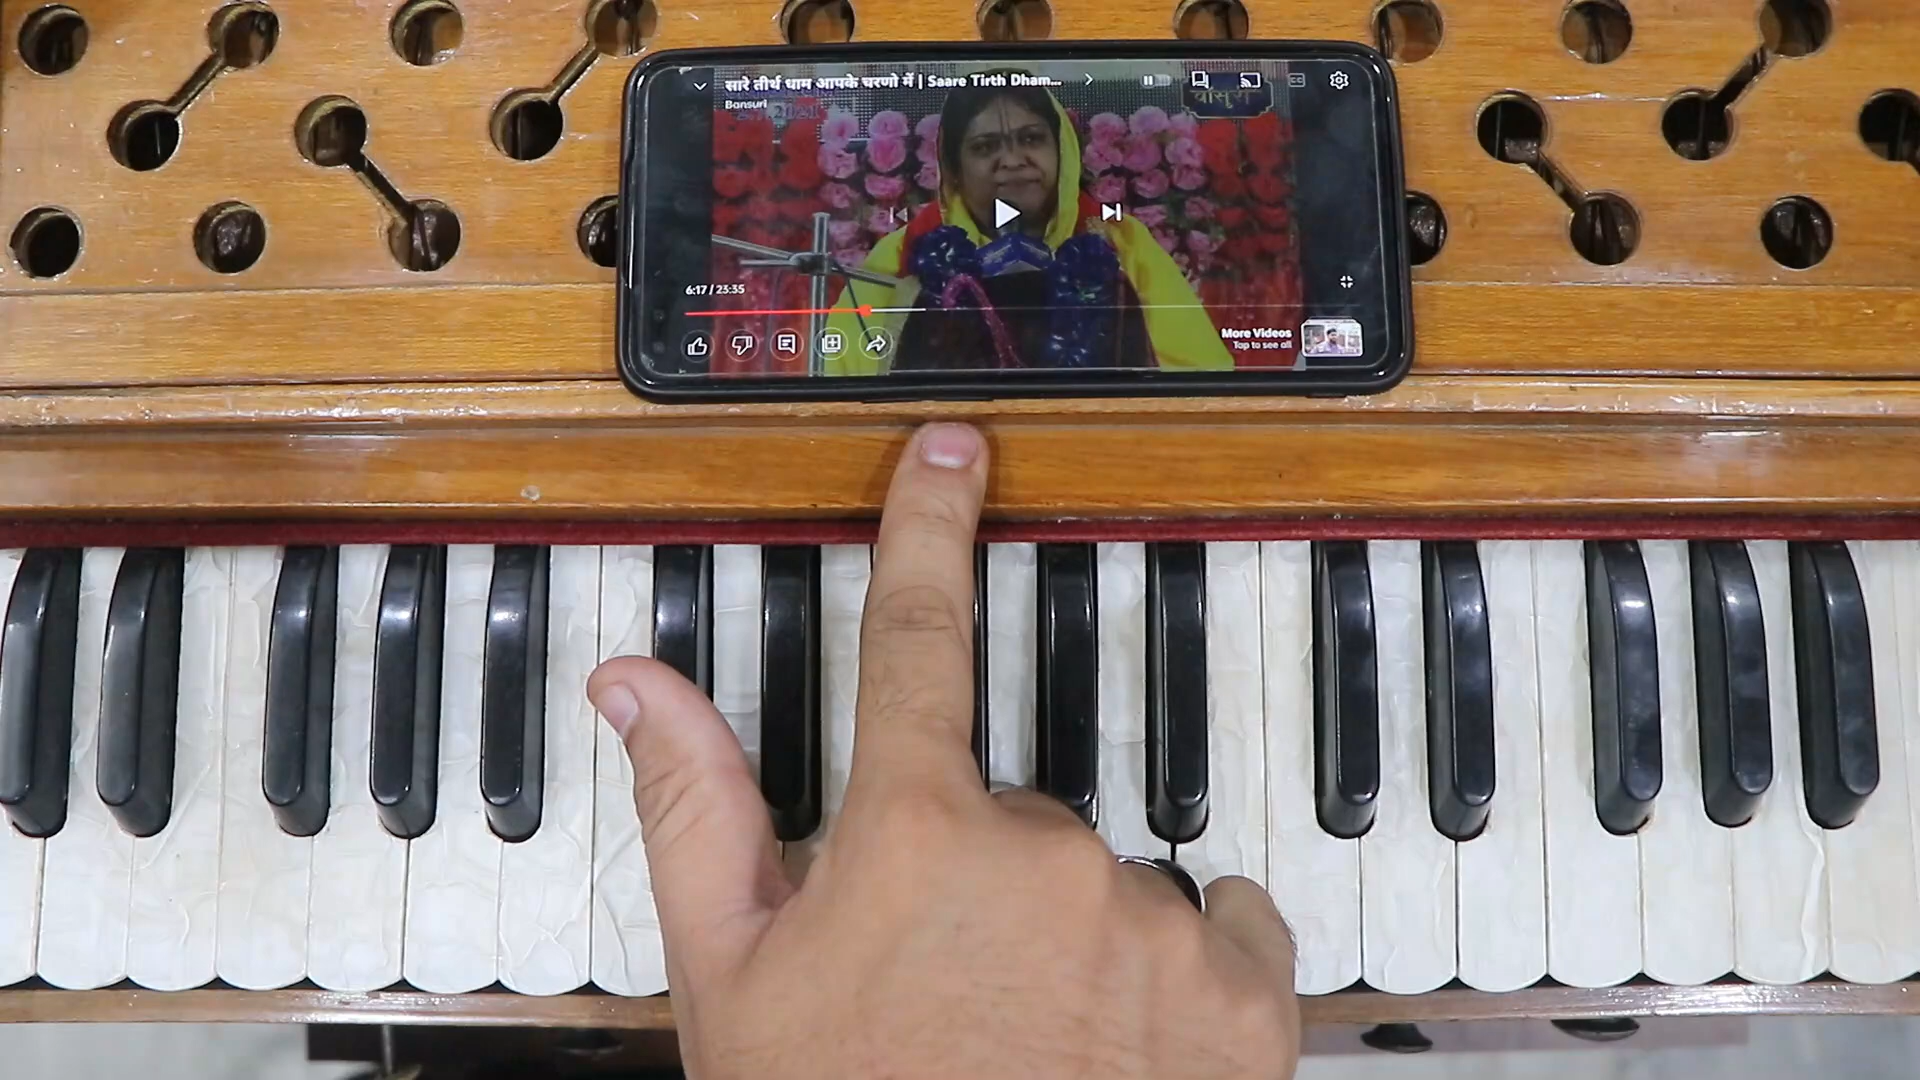 सारे तीर्थ धाम आपके चरणो में | Saare Tirth Dham...
Bansuri
बांसुरी
6:17 / 23:35
More Videos
Tap to see all